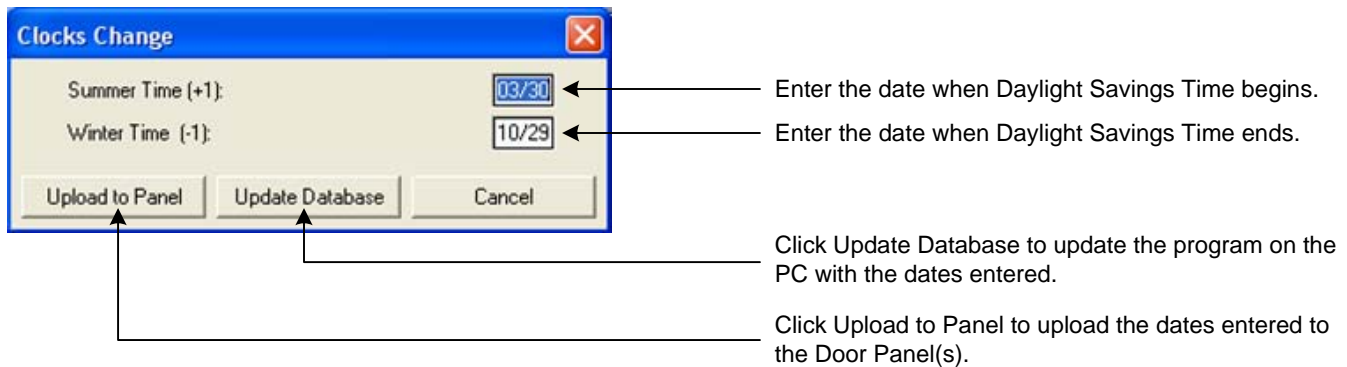 Clocks Change
Summer Time (+1): 03/30
Enter the date when Daylight Savings Time begins.
Winter Time (-1): 10/29
Enter the date when Daylight Savings Time ends.
Upload to Panel Update Database Cancel
Click Update Database to update the program on the
PC with the dates entered.
Click Upload to Panel to upload the dates entered to
the Door Panel(s).